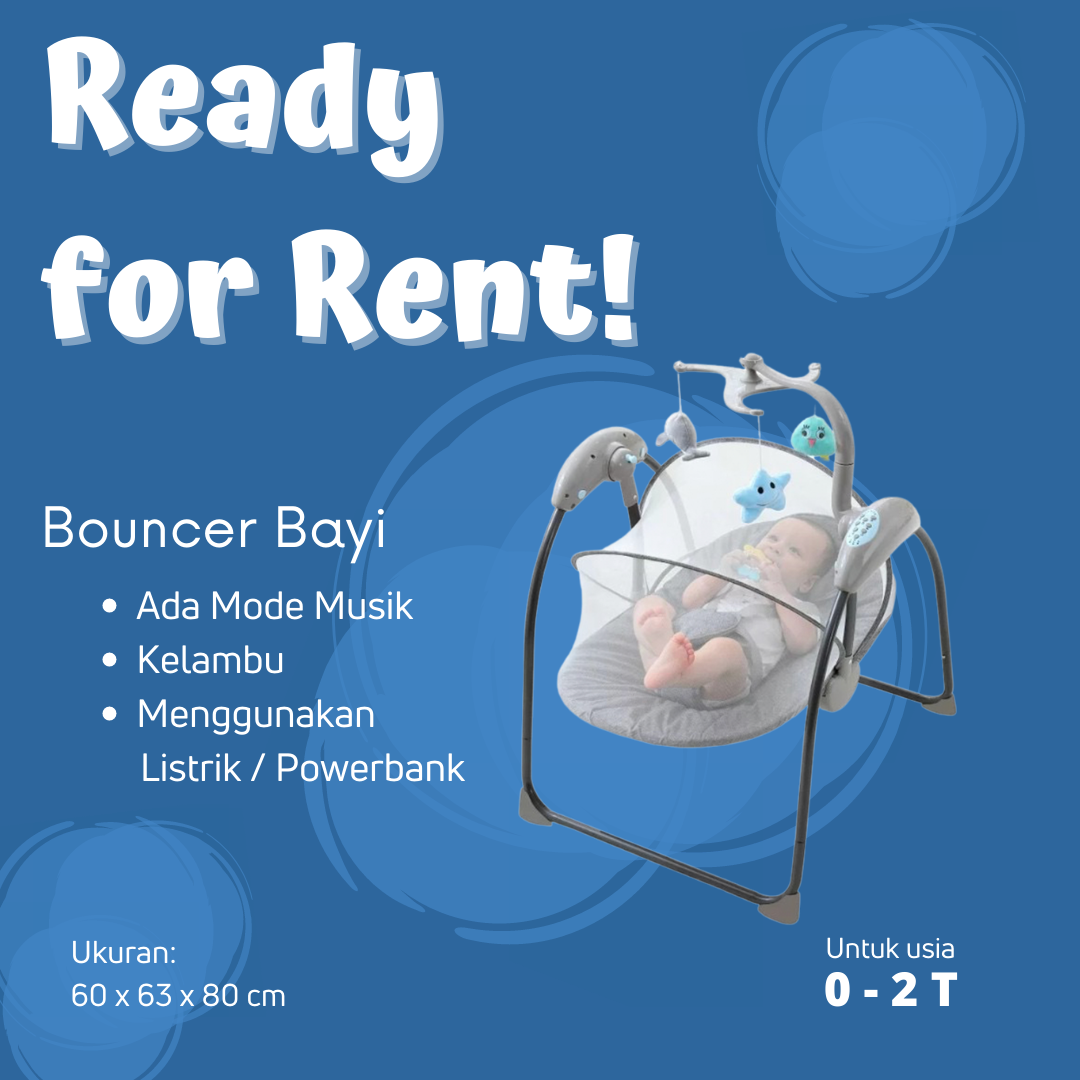 Ready
for Rent!
Bouncer Bayi
• Ada Mode Musik
• Kelambu
• Menggunakan
Listrik / Powerbank
Ukuran:
60 x 63 x 80 cm
Untuk usia
0 - 2 T